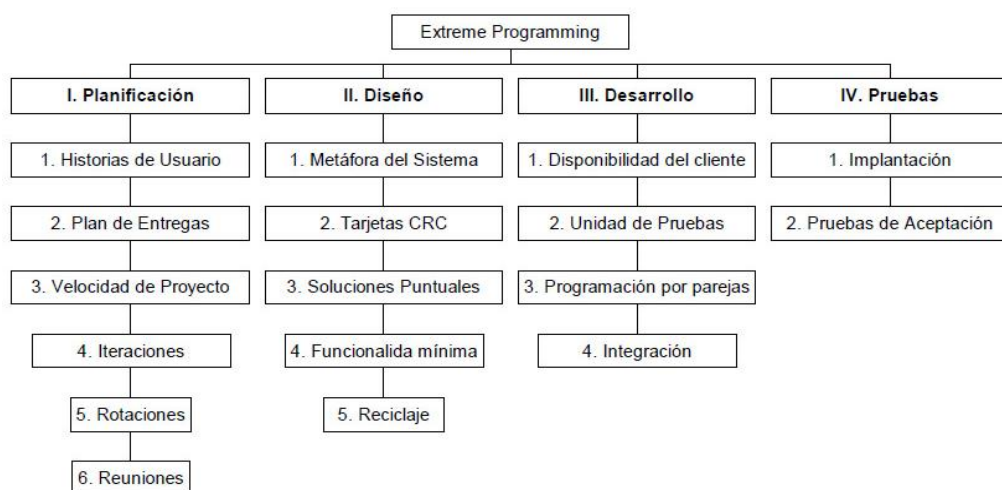 Extreme Programming
I. Planificación
1. Historias de Usuario
2. Plan de Entregas
3. Velocidad de Proyecto
4. Iteraciones
5. Rotaciones
6. Reuniones
II. Diseño
1. Metáfora del Sistema
2. Tarjetas CRC
3. Soluciones Puntuales
4. Funcionalida mínima
5. Reciclaje
III. Desarrollo
1. Disponibilidad del cliente
2. Unidad de Pruebas
3. Programación por parejas
4. Integración
IV. Pruebas
1. Implantación
2. Pruebas de Aceptación